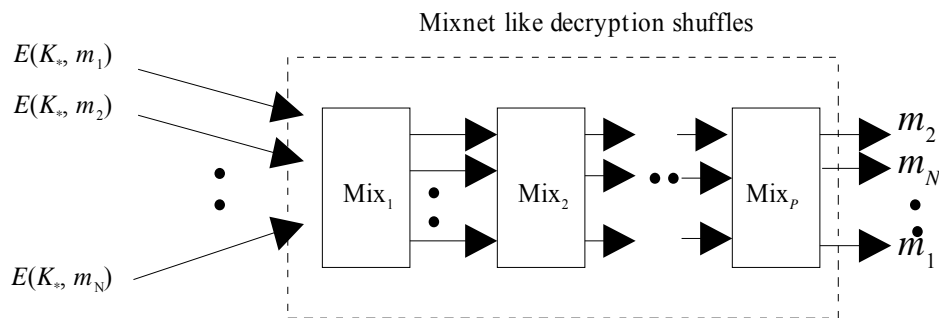 Mixnet like decryption shuffles
E(K*, m1)
E(K*, m2)
E(K*, mN)
Mix1
Mix2
MixP
m2
mN
m1